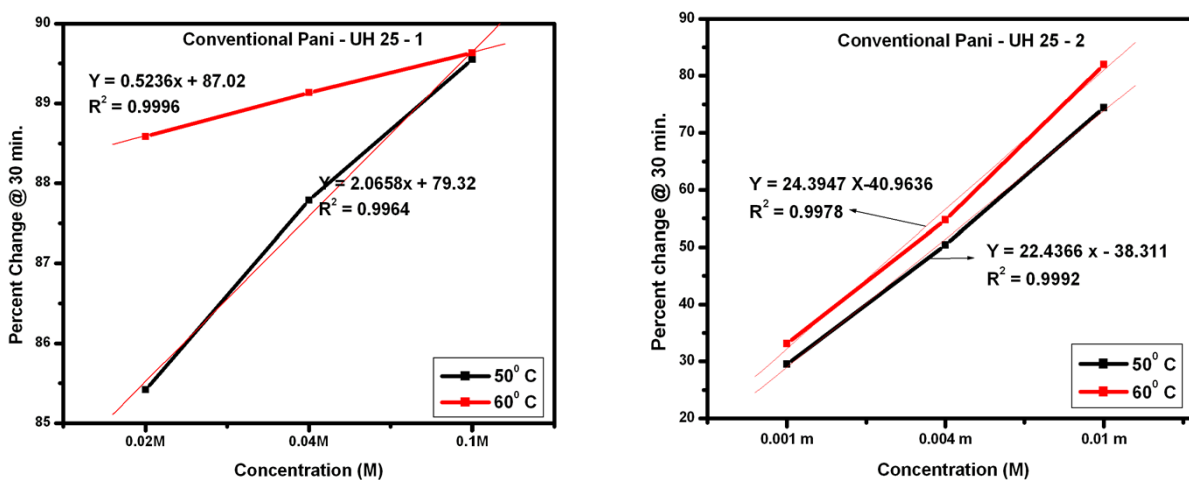 Conventional Pani - UH 25 - 1
Y = 0.5236x + 87.02
R² = 0.9996
Y = 2.0658x + 79.32
R² = 0.9964
Percent Change @ 30 min.
90
89
88
87
86
85
0.02M
0.04M
0.1M
Concentration (M)
50⁰ C
60⁰ C
Conventional Pani - UH 25 - 2
Y = 24.3947 X-40.9636
R² = 0.9978
Y = 22.4366 x - 38.311
R² = 0.9992
Percent change @ 30 min.
90
80
70
60
50
40
30
20
0.001 m
0.004 m
0.01 m
Concentration (M)
50⁰ C
60⁰ C